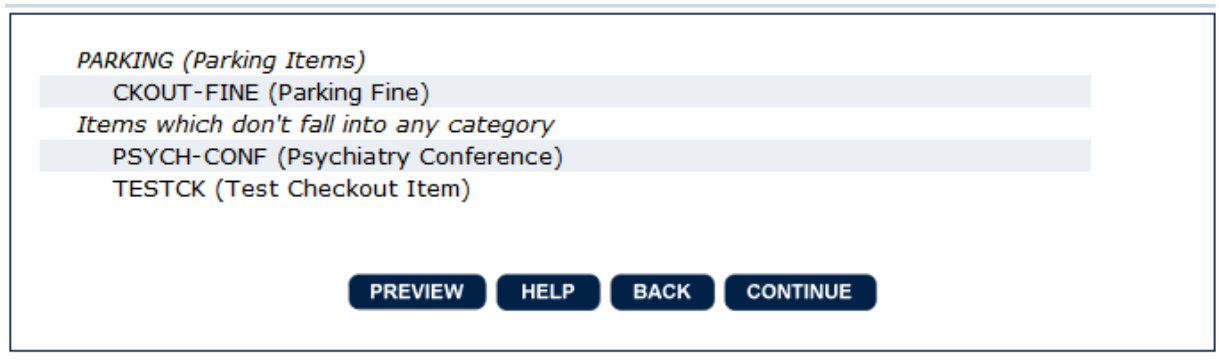 PARKING (Parking Items)
CKOUT-FINE (Parking Fine)
Items which don't fall into any category
PSYCH-CONF (Psychiatry Conference)
TESTCK (Test Checkout Item)
PREVIEW HELP BACK CONTINUE